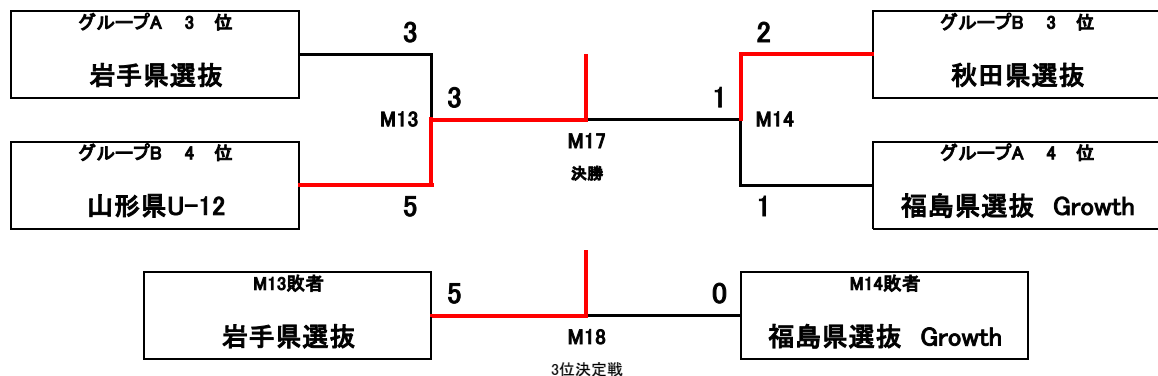 グループA 3 位
岩手県選抜
3
2
グループB 3 位
秋田県選抜
M13
3
1
M14
M17
決勝
グループB 4 位
山形県U-12
5
1
グループA 4 位
福島県選抜 Growth
M13敗者
岩手県選抜
5
0
M18
3位決定戦
M14敗者
福島県選抜 Growth